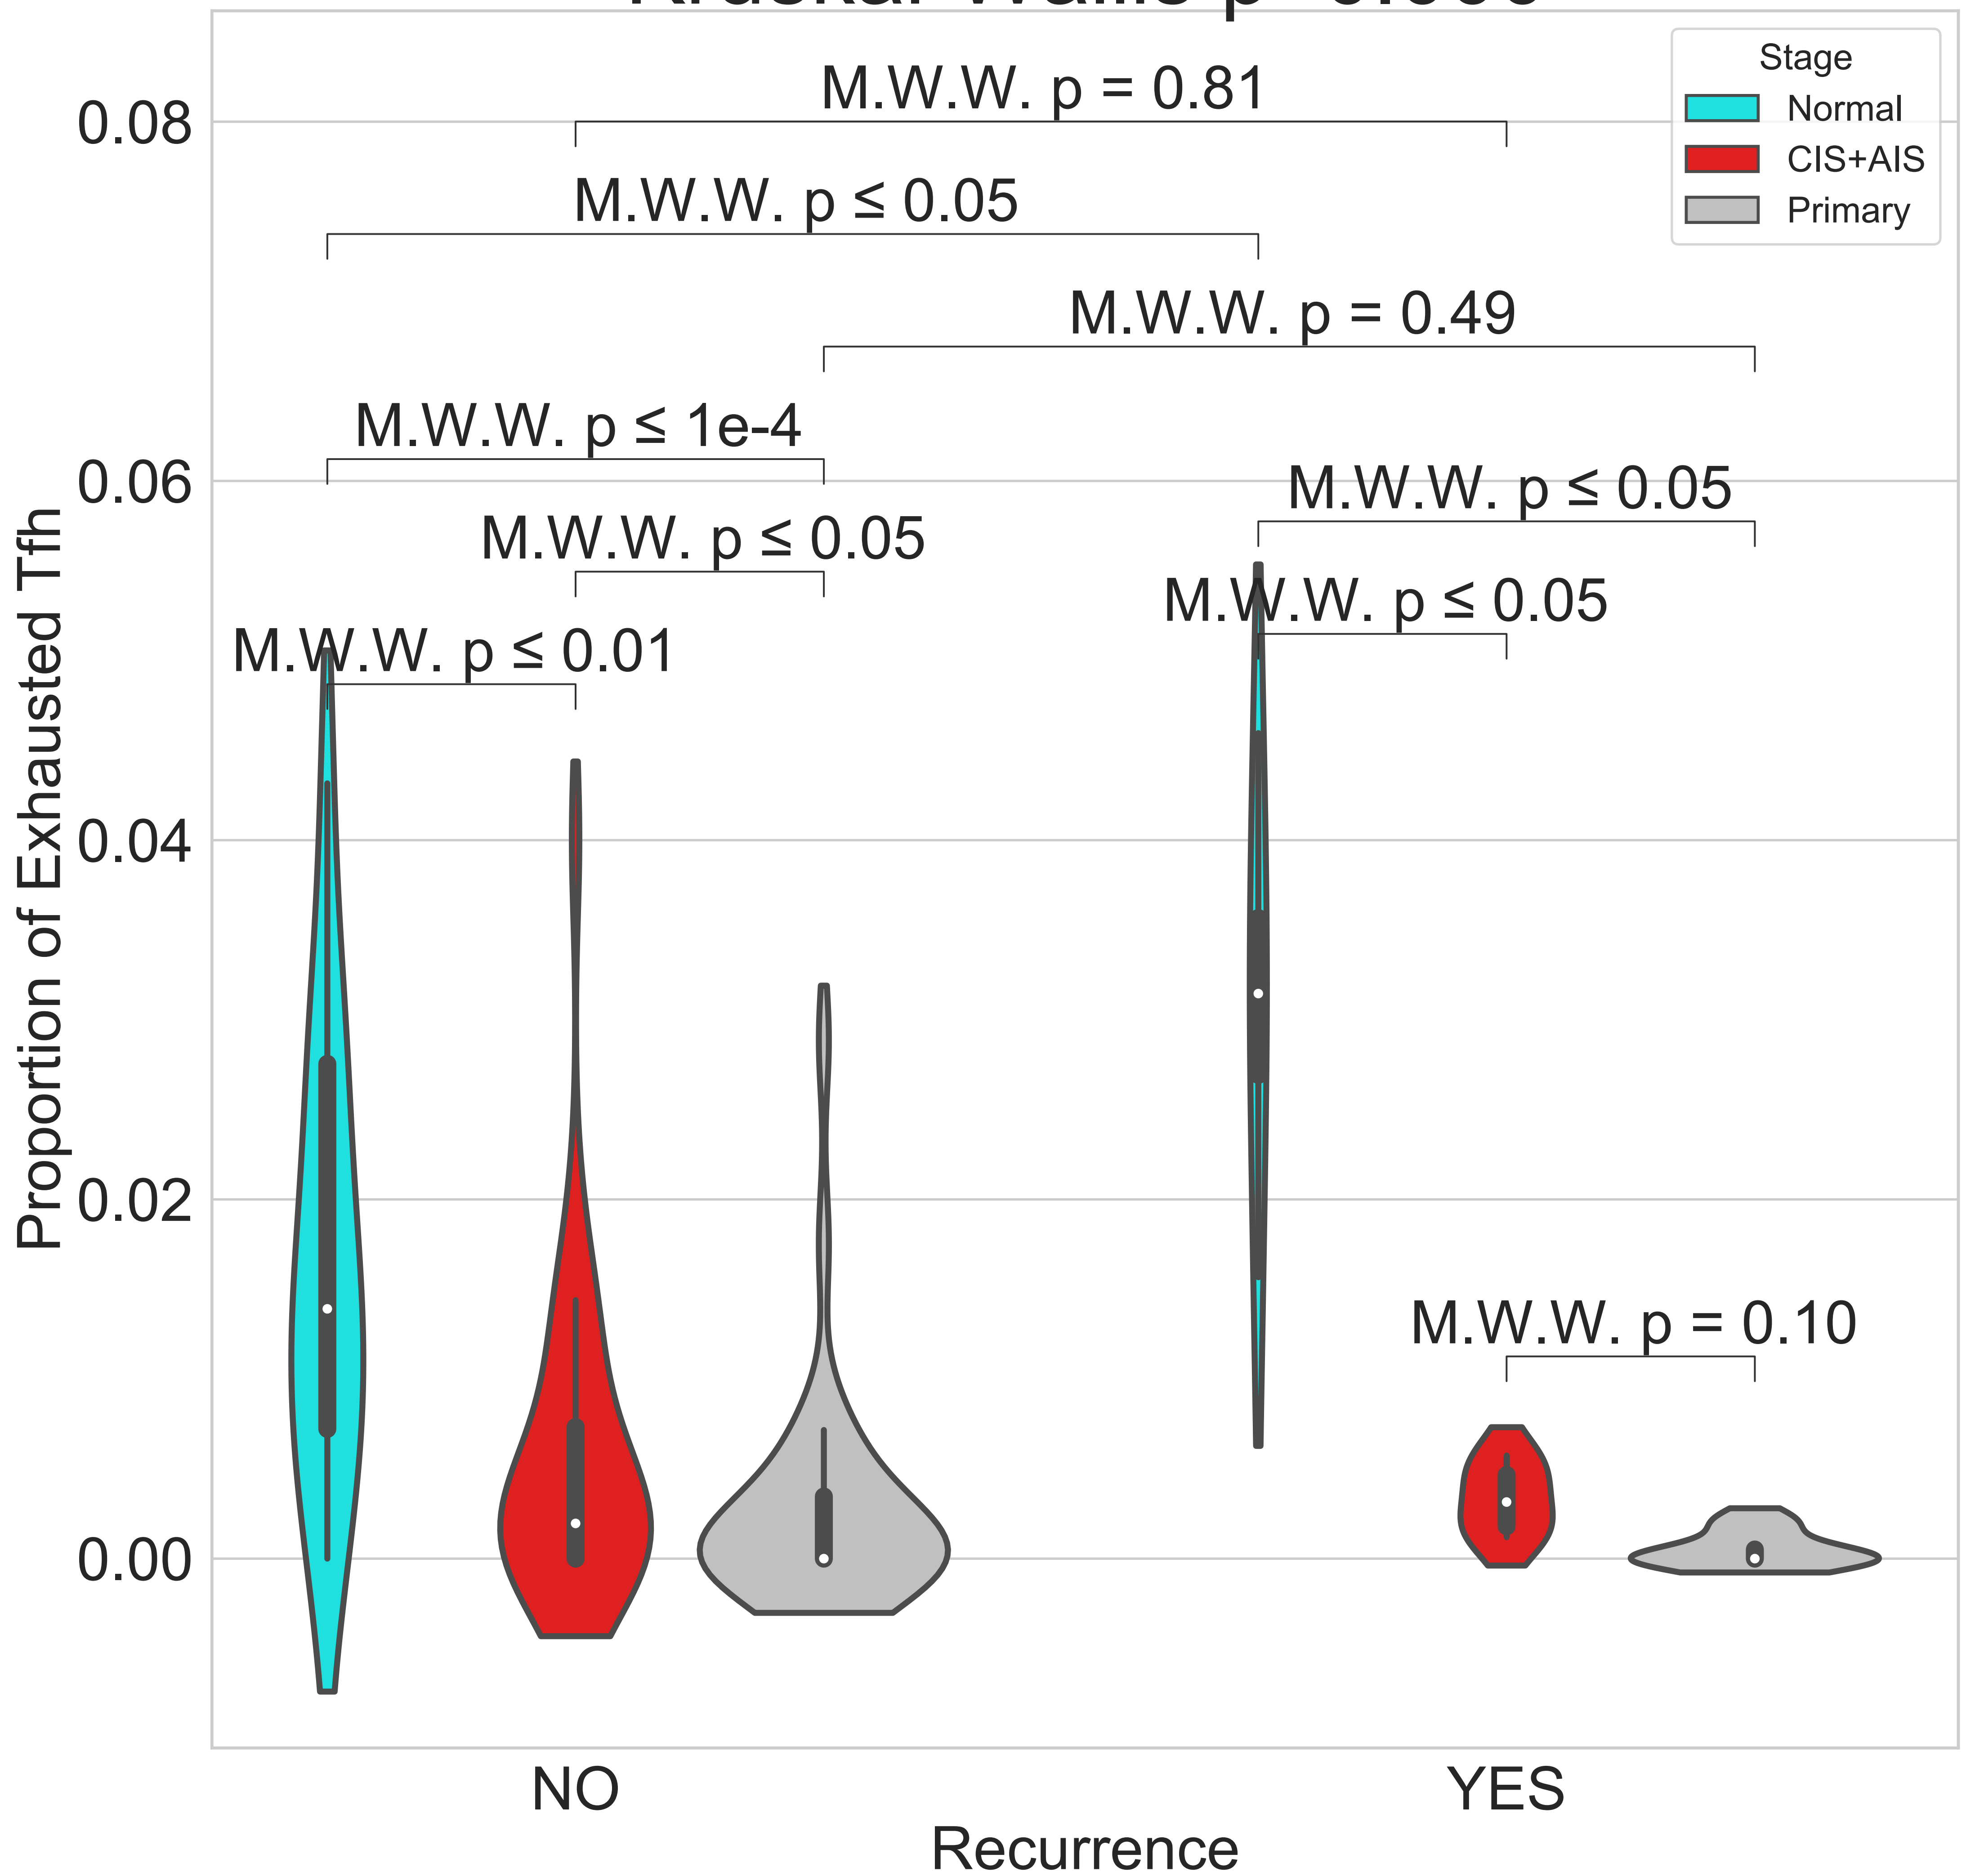 Stage
Normal
CIS+AIS
Primary
M.W.W. p = 0.81
M.W.W. p ≤ 0.05
M.W.W. p = 0.49
M.W.W. p ≤ 1e-4
M.W.W. p ≤ 0.05
M.W.W. p ≤ 0.05
M.W.W. p ≤ 0.05
M.W.W. p ≤ 0.01
M.W.W. p = 0.10
0.08
0.06
0.04
0.02
0.00
Proportion of Exhausted Tfh
NO
YES
Recurrence